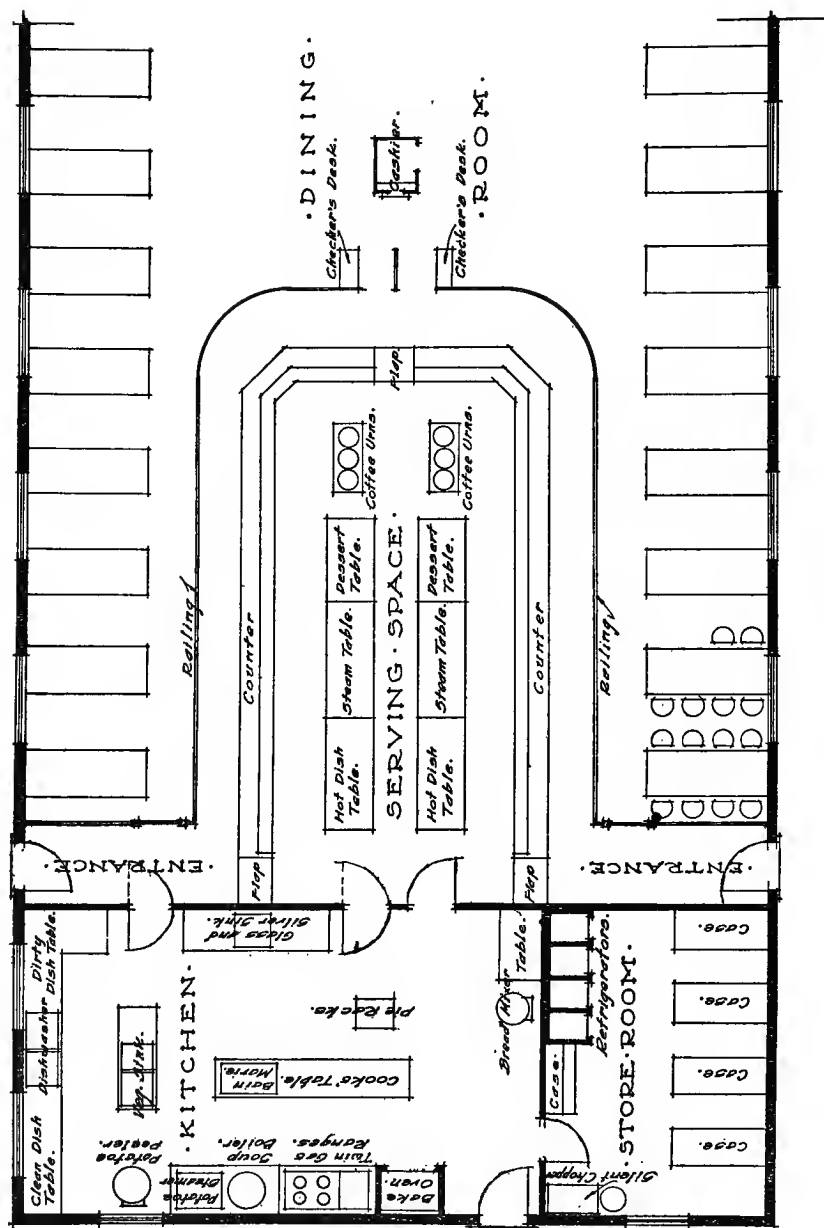 ·DINING·
·ROOM·
Checker's Desk.
Cashier.
Checker's Desk.
Flap
Coffee Urns.
Coffee Urns.
Dessert
Table.
Dessert
Table.
Railing
Counter
Steam Table.
·SERVING·SPACE·
Steam Table.
Counter
Railing
Hot Dish
Table.
Hot Dish
Table.
·ENTRANCE·
Flap
Flap
·ENTRANCE·
Dirty
Dish Table.
Glass and
Silver Sink.
Table.
Refrigerators.
Case.
Dishwasher
Veg. Sink.
·KITCHEN·
Pie Racks.
Bread Mixer
Case.
Cooks' Table.
Bain
Marie.
Case.
·STORE·ROOM·
Case.
Clean Dish
Table.
Potatoe
Peeler.
Potatoe
Steamer
Soup
Boiler.
Twin Gas
Ranges.
Bake
Oven.
Silent Chopper
Case.